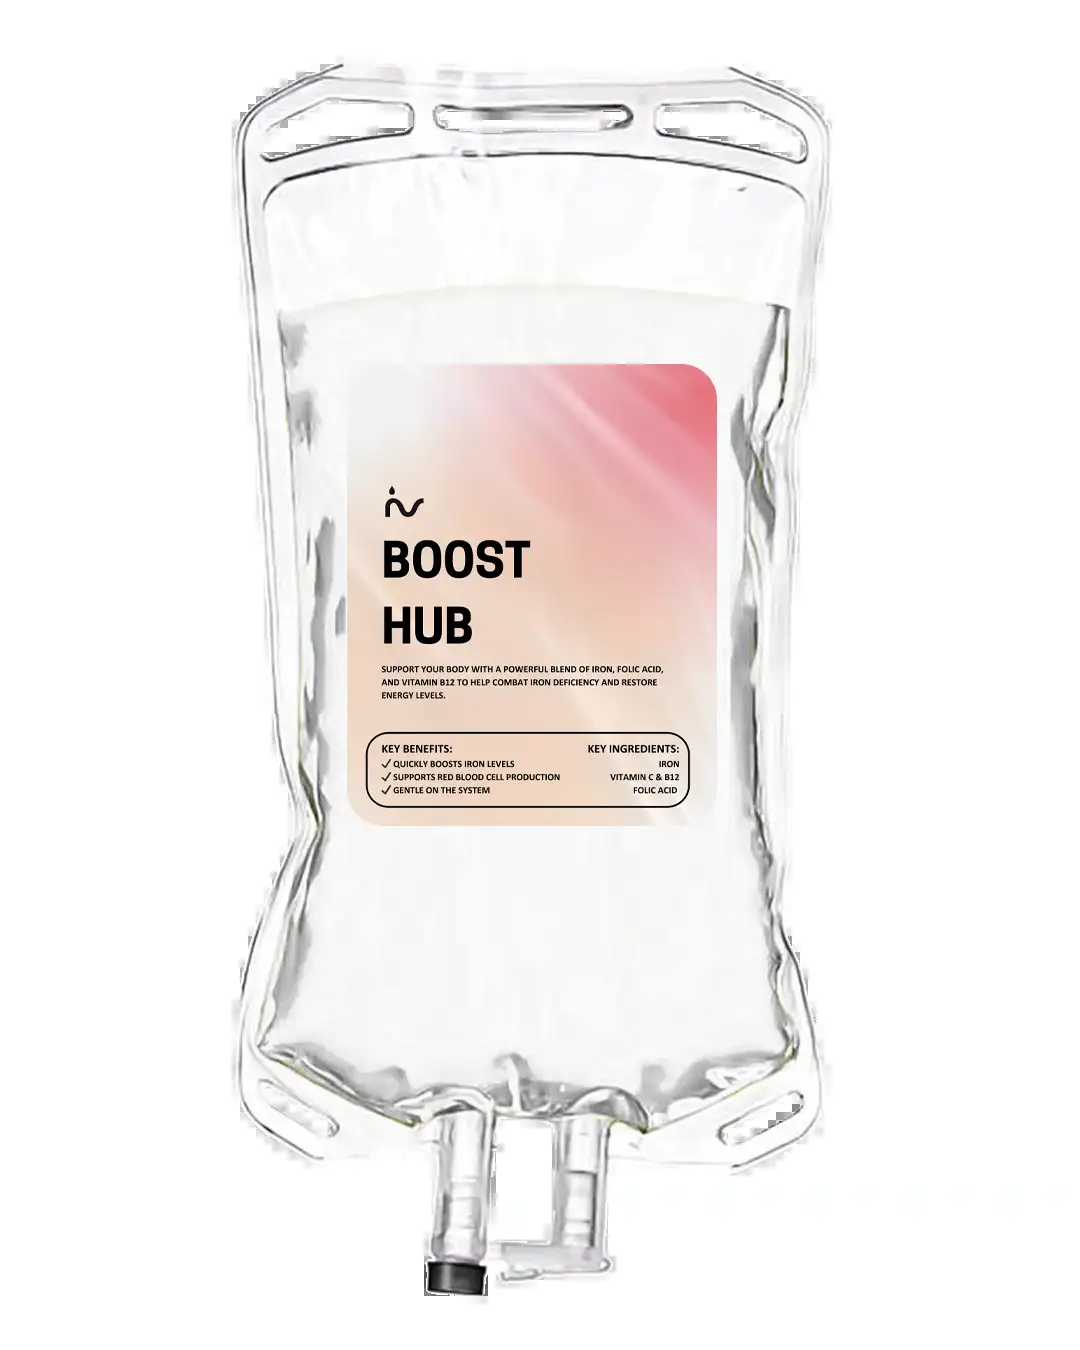 BOOST
HUB
SUPPORT YOUR BODY WITH A POWERFUL BLEND OF IRON, FOLIC ACID,
AND VITAMIN B12 TO HELP COMBAT IRON DEFICIENCY AND RESTORE
ENERGY LEVELS.
KEY BENEFITS:
✓ QUICKLY BOOSTS IRON LEVELS
✓ SUPPORTS RED BLOOD CELL PRODUCTION
✓ GENTLE ON THE SYSTEM
KEY INGREDIENTS:
IRON
VITAMIN C & B12
FOLIC ACID